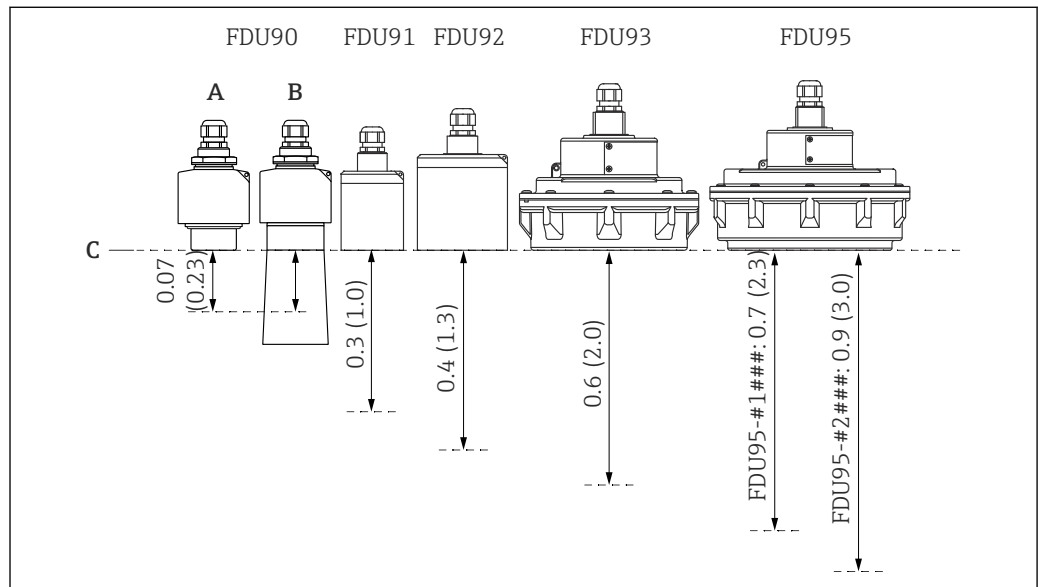 FDU90 FDU91 FDU92 FDU93 FDU95
A B
C
0.07
(0.23)
0.3 (1.0)
0.4 (1.3)
0.6 (2.0)
FDU95-#1###: 0.7 (2.3)
FDU95-#2###: 0.9 (3.0)